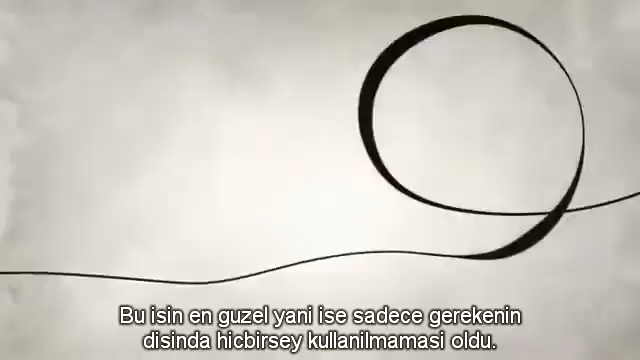 Bu isin en guzel yani ise sadece gerekenin
disinda hicbirsey kullanilmamasi oldu.